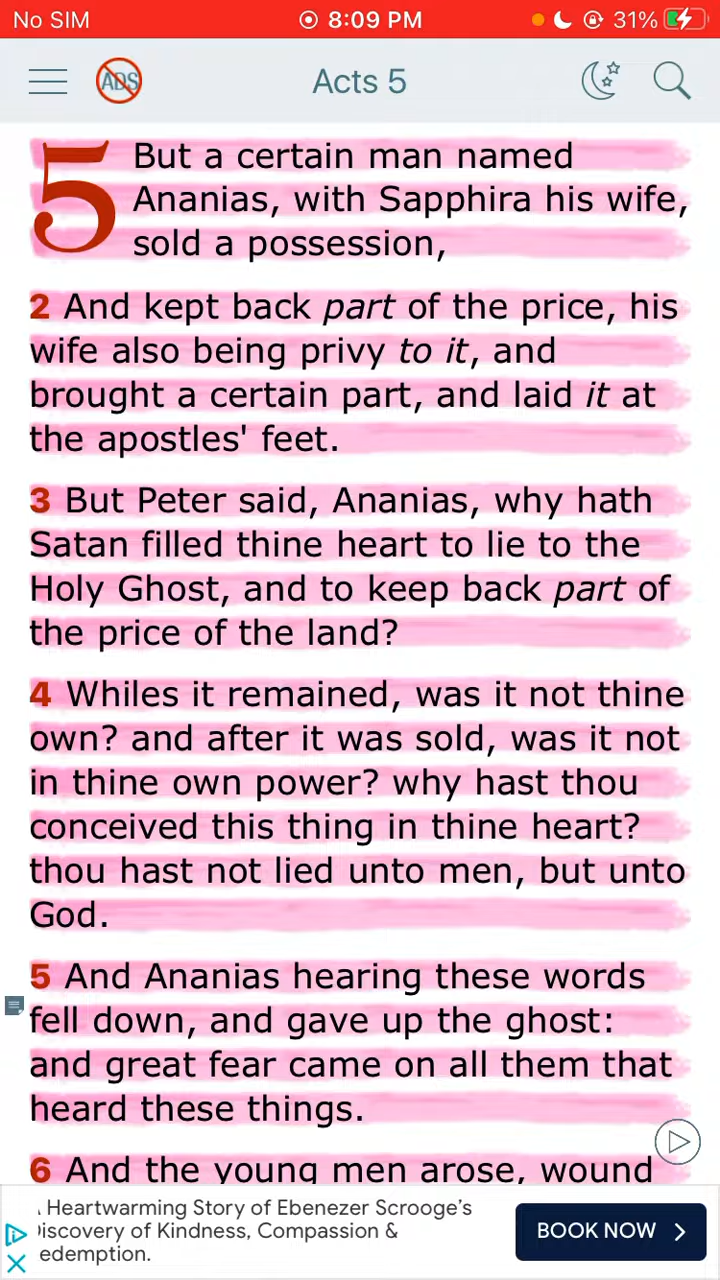 No SIM 8:09 PM 31%
ADS Acts 5
5 But a certain man named
Ananias, with Sapphira his wife,
sold a possession,
2 And kept back part of the price, his
wife also being privy to it, and
brought a certain part, and laid it at
the apostles' feet.
3 But Peter said, Ananias, why hath
Satan filled thine heart to lie to the
Holy Ghost, and to keep back part of
the price of the land?
4 Whiles it remained, was it not thine
own? and after it was sold, was it not
in thine own power? why hast thou
conceived this thing in thine heart?
thou hast not lied unto men, but unto
God.
5 And Ananias hearing these words
fell down, and gave up the ghost:
and great fear came on all them that
heard these things.
6 And the young men arose, wound
Heartwarming Story of Ebenezer Scrooge's
iscovery of Kindness, Compassion &
edemption.
BOOK NOW